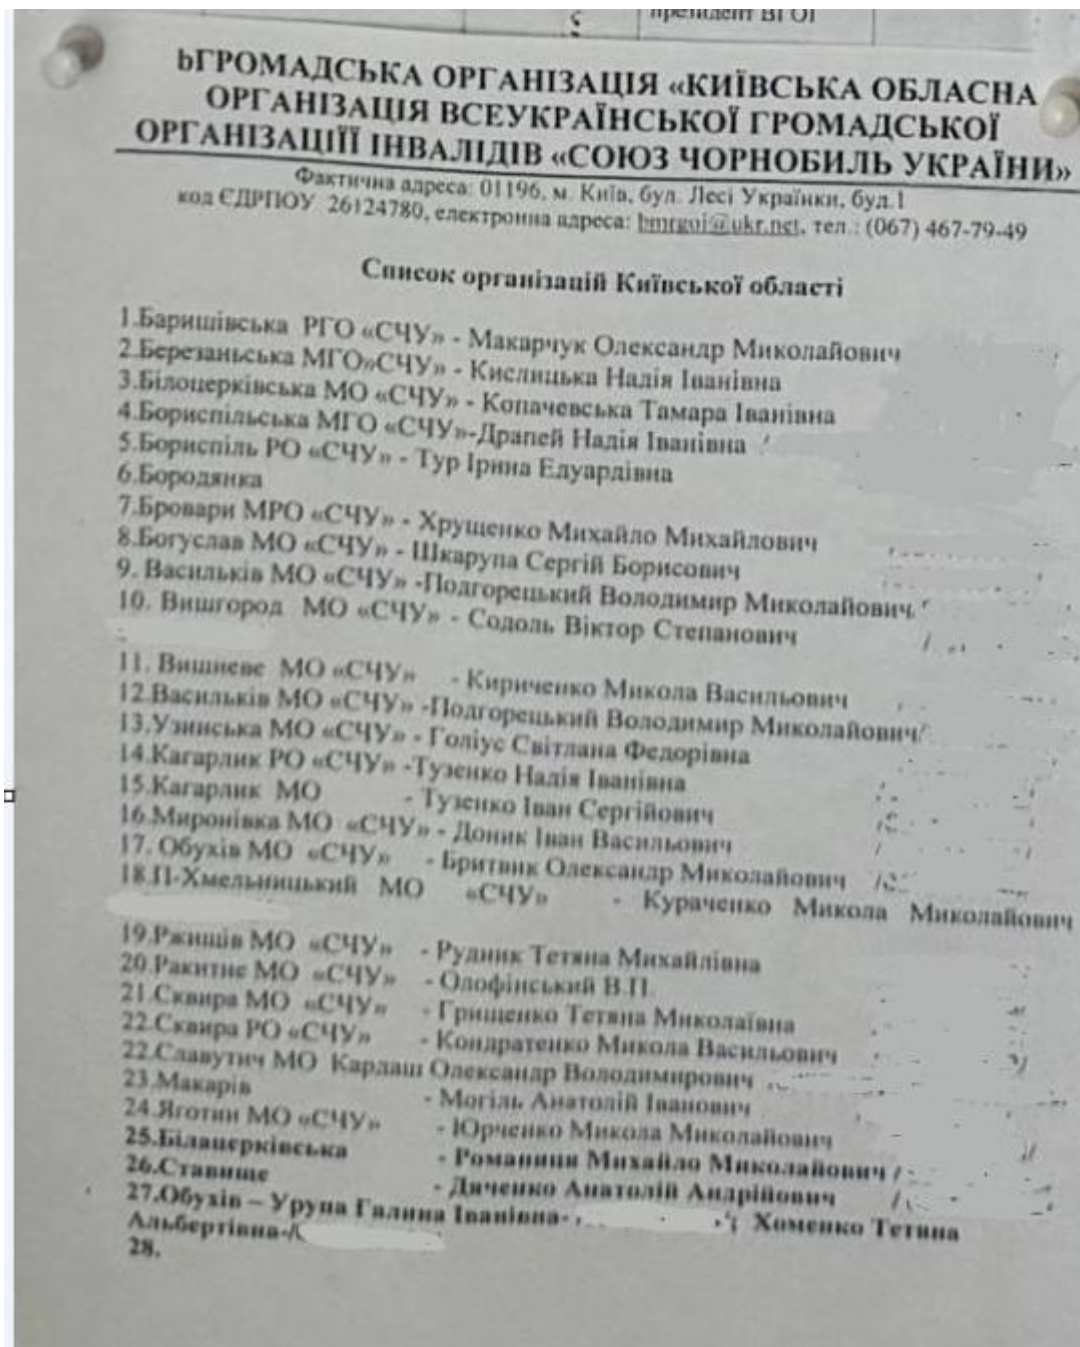 президент ВГОІ
ьГРОМАДСЬКА ОРГАНІЗАЦІЯ «КИЇВСЬКА ОБЛАСНА
ОРГАНІЗАЦІЯ ВСЕУКРАЇНСЬКОЇ ГРОМАДСЬКОЇ
ОРГАНІЗАЦІЇЇ ІНВАЛІДІВ «СОЮЗ ЧОРНОБИЛЬ УКРАЇНИ»
Фактична адреса: 01196, м. Київ, бул. Лесі Українки, буд.1
код ЄДРПОУ 26124780, електронна адреса: bmrgoi@ukr.net, тел.: (067) 467-79-49
Список організацій Київської області
1.Баришівська РГО «СЧУ» - Макарчук Олександр Миколайович
2.Березанська МГО»СЧУ» - Кислицька Надія Іванівна
3.Білоцерківська МО «СЧУ» - Копачевська Тамара Іванівна
4.Бориспільська МГО «СЧУ»-Драпей Надія Іванівна
5.Бориспіль РО «СЧУ» - Тур Ірина Едуардівна
6.Бородянка
7.Бровари МРО «СЧУ» - Хрущенко Михайло Михайлович
8.Богуслав МО «СЧУ» - Шкарупа Сергій Борисович
9. Васильків МО «СЧУ» -Подгорецький Володимир Миколайович
10. Вишгород МО «СЧУ» - Содоль Віктор Степанович
11. Вишневе МО «СЧУ» - Кириченко Микола Васильович
12.Васильків МО «СЧУ» -Подгорецький Володимир Миколайович
13.Узинська МО «СЧУ» - Голіус Світлана Федорівна
14.Кагарлик РО «СЧУ» -Тузенко Надія Іванівна
15.Кагарлик МО - Тузенко Іван Сергійович
16.Миронівка МО «СЧУ» - Доник Іван Васильович
17. Обухів МО «СЧУ» - Бритвик Олександр Миколайович
18.П-Хмельницький МО «СЧУ» - Кураченко Микола Миколайович
19.Ржищів МО «СЧУ» - Рудник Тетяна Михайлівна
20.Ракитне МО «СЧУ» - Олофінський В.П.
21.Сквира МО «СЧУ» - Грищенко Тетяна Миколаївна
22.Сквира РО «СЧУ» - Кондратенко Микола Васильович
22.Славутич МО Кардаш Олександр Володимирович
23.Макарів - Могіль Анатолій Іванович
24.Яготин МО «СЧУ» - Юрченко Микола Миколайович
25.Білацерківська - Романиця Михайло Миколайович
26.Ставище - Дяченко Анатолій Андрійович
27.Обухів – Урупа Галина Іванівна- Хоменко Тетяна
Альбертівна-
28.